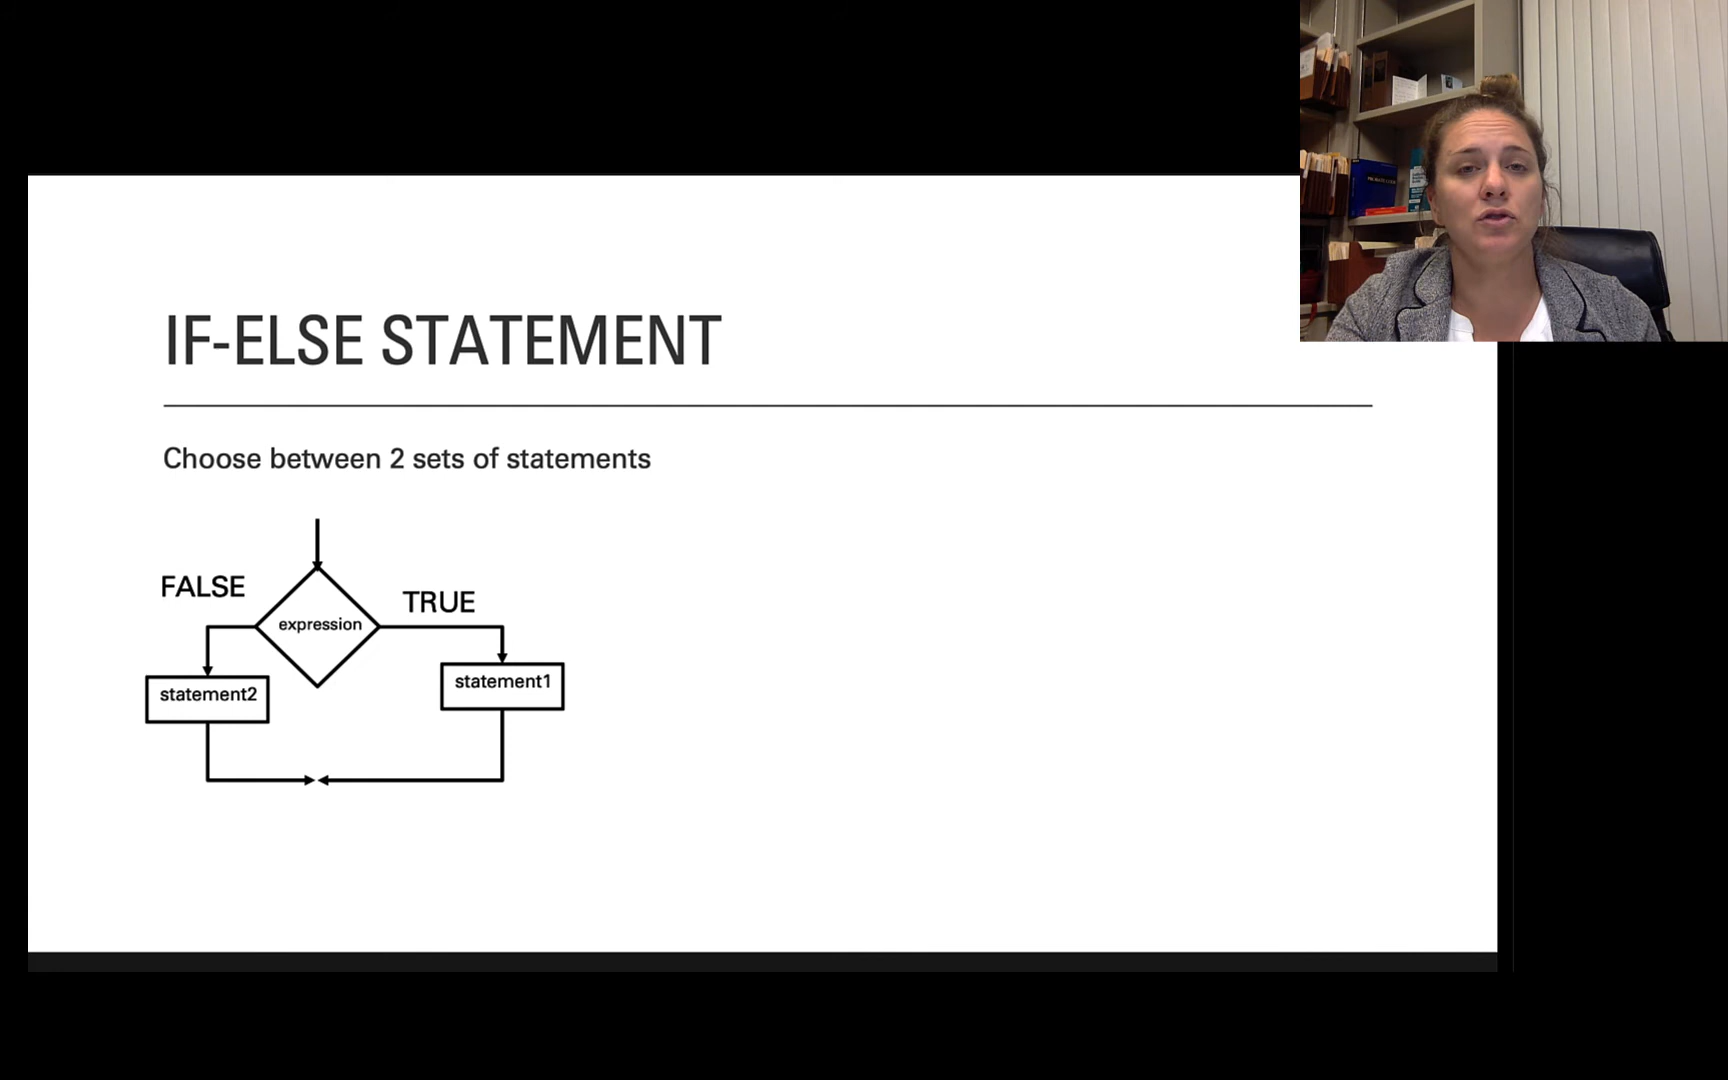 IF-ELSE STATEMENT
Choose between 2 sets of statements
FALSE
TRUE
expression
statement2
statement1